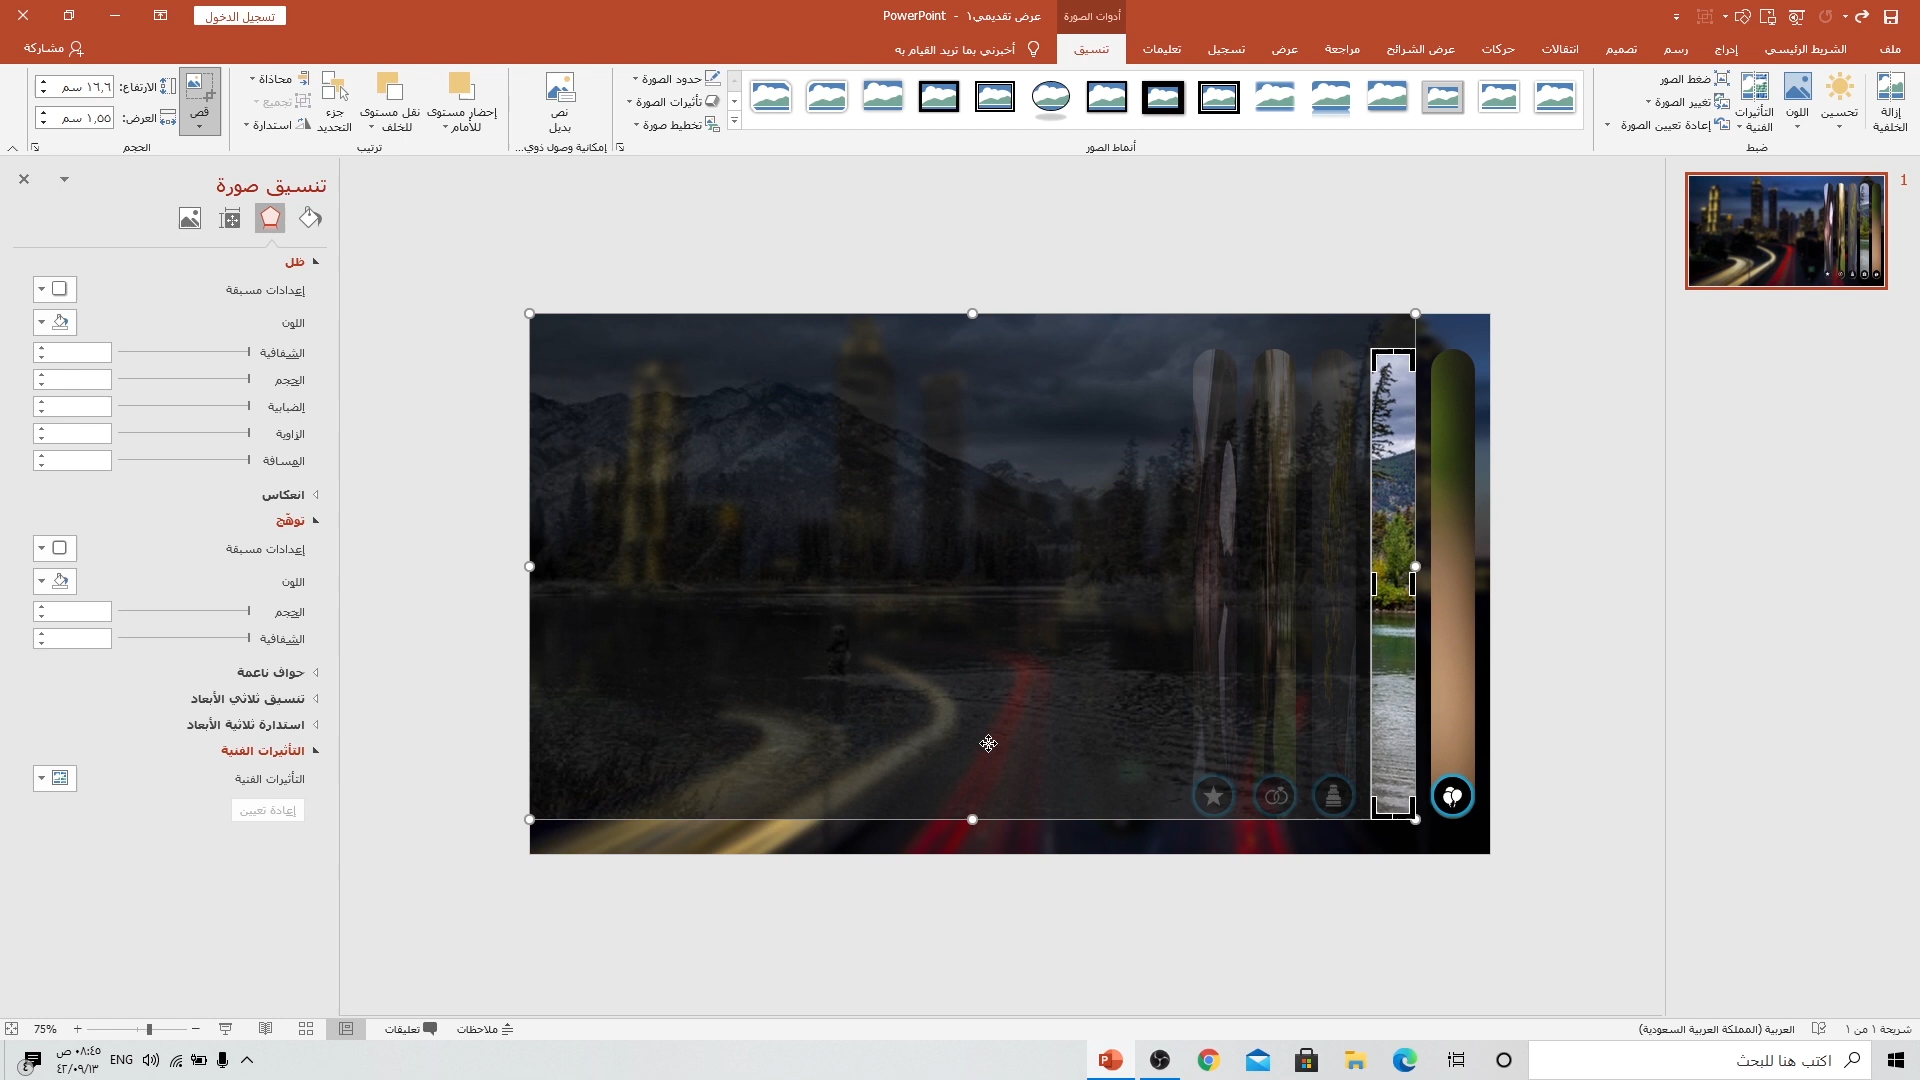 أدوات الصورة
عرض تقديمي١ - PowerPoint
تسجيل الدخول
ملف
الشريط الرئيسي
إدراج
رسم
تصميم
انتقالات
حركات
عرض الشرائح
مراجعة
عرض
تسجيل
تعليمات
تنسيق
أخبرني بما تريد القيام به
مشاركة
إزالة الخلفية
تحسين
اللون
التأثيرات الفنية
ضغط الصور
تغيير الصورة
إعادة تعيين الصورة
ضبط
أنماط الصور
حدود الصورة
تأثيرات الصورة
تخطيط صورة
نص بديل
إمكانية وصول ذوي...
إحضار مستوى للأمام
نقل مستوى للخلف
جزء التحديد
محاذاة
تجميع
استدارة
ترتيب
قص
الارتفاع: ١٦,٦ سم
العرض: ١,٥٥ سم
الحجم
1
تنسيق صورة
ظل
إعدادات مسبقة
اللون
الشفافية
الحجم
الضبابية
الزاوية
المسافة
انعكاس
توهّج
إعدادات مسبقة
اللون
الحجم
الشفافية
حواف ناعمة
تنسيق ثلاثي الأبعاد
استدارة ثلاثية الأبعاد
التأثيرات الفنية
التأثيرات الفنية
إعادة تعيين
شريحة ١ من ١
العربية (المملكة العربية السعودية)
ملاحظات
تعليقات
75%
اكتب هنا للبحث
ENG
٠٨:٤٥ ص
٤٢/٠٩/١٣
٤